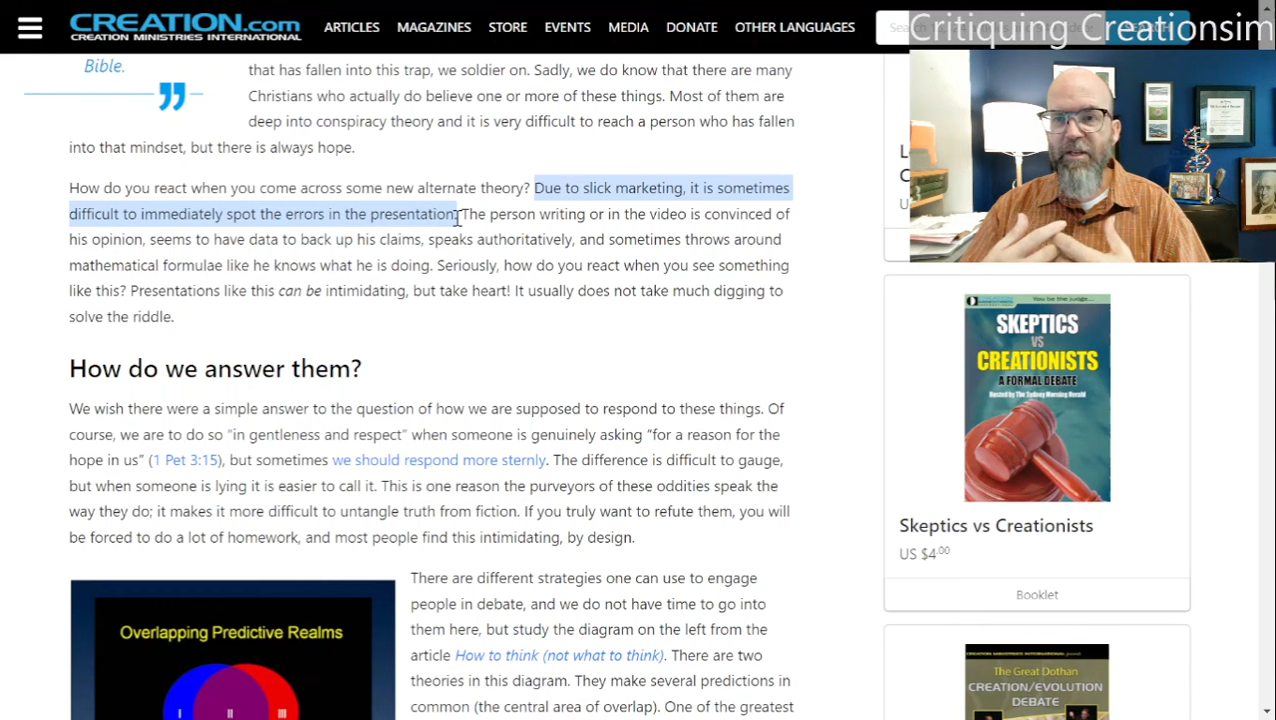 CREATION.com
CREATION MINISTRIES INTERNATIONAL
ARTICLES MAGAZINES STORE EVENTS MEDIA DONATE OTHER LANGUAGES
Critiquing Creationsim
Bible.
”
that has fallen into this trap, we soldier on. Sadly, we do know that there are many
Christians who actually do believe one or more of these things. Most of them are
deep into conspiracy theory and it is very difficult to reach a person who has fallen
into that mindset, but there is always hope.
How do you react when you come across some new alternate theory? Due to slick marketing, it is sometimes
difficult to immediately spot the errors in the presentation. The person writing or in the video is convinced of
his opinion, seems to have data to back up his claims, speaks authoritatively, and sometimes throws around
mathematical formulae like he knows what he is doing. Seriously, how do you react when you see something
like this? Presentations like this can be intimidating, but take heart! It usually does not take much digging to
solve the riddle.
How do we answer them?
We wish there were a simple answer to the question of how we are supposed to respond to these things. Of
course, we are to do so “in gentleness and respect” when someone is genuinely asking “for a reason for the
hope in us” (1 Pet 3:15), but sometimes we should respond more sternly. The difference is difficult to gauge,
but when someone is lying it is easier to call it. This is one reason the purveyors of these oddities speak the
way they do; it makes it more difficult to untangle truth from fiction. If you truly want to refute them, you will
be forced to do a lot of homework, and most people find this intimidating, by design.
Overlapping Predictive Realms
I II III
There are different strategies one can use to engage
people in debate, and we do not have time to go into
them here, but study the diagram on the left from the
article How to think (not what to think). There are two
theories in this diagram. They make several predictions in
common (the central area of overlap). One of the greatest
You be the judge...
SKEPTICS
VS
CREATIONISTS
A FORMAL DEBATE
Hosted by The Sydney Morning Herald
Skeptics vs Creationists
US $4.00
Booklet
The Great Dothan
CREATION/EVOLUTION
DEBATE